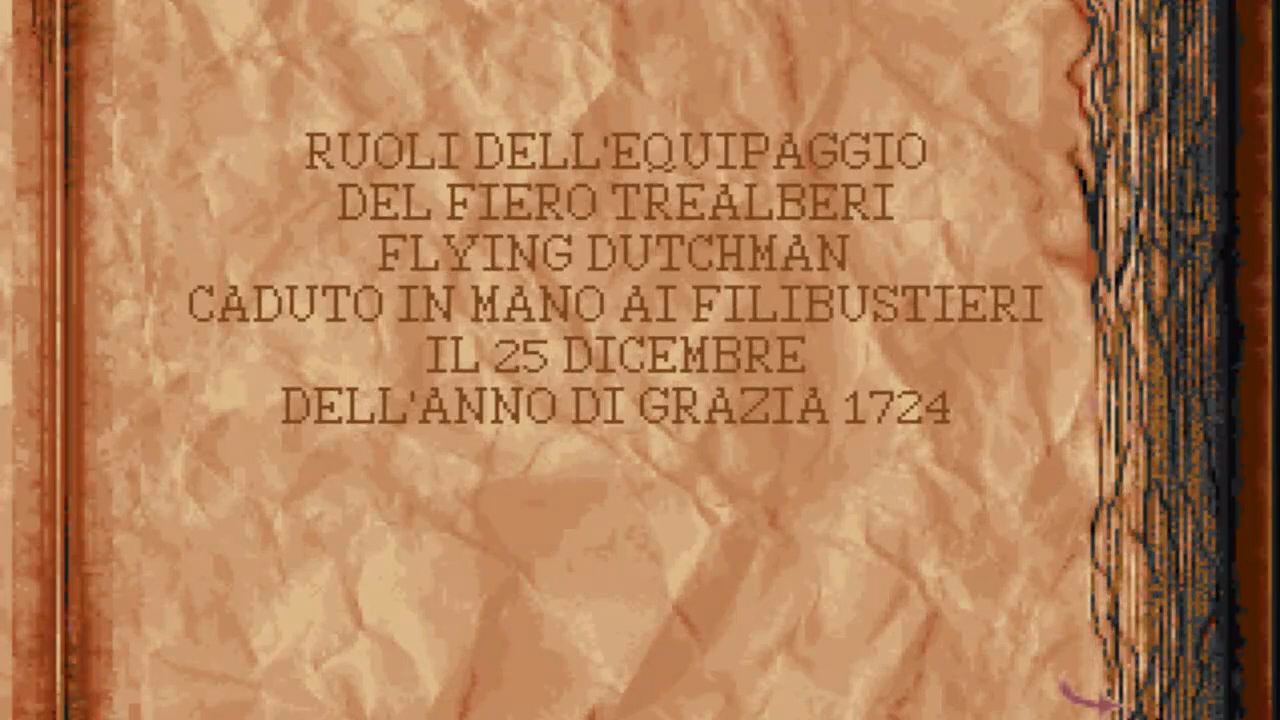 RUOLI DELL'EQUIPAGGIO
DEL FIERO TREALBERI
FLYING DUTCHMAN
CADUTO IN MANO AI FILIBUSTIERI
IL 25 DICEMBRE
DELL'ANNO DI GRAZIA 1724